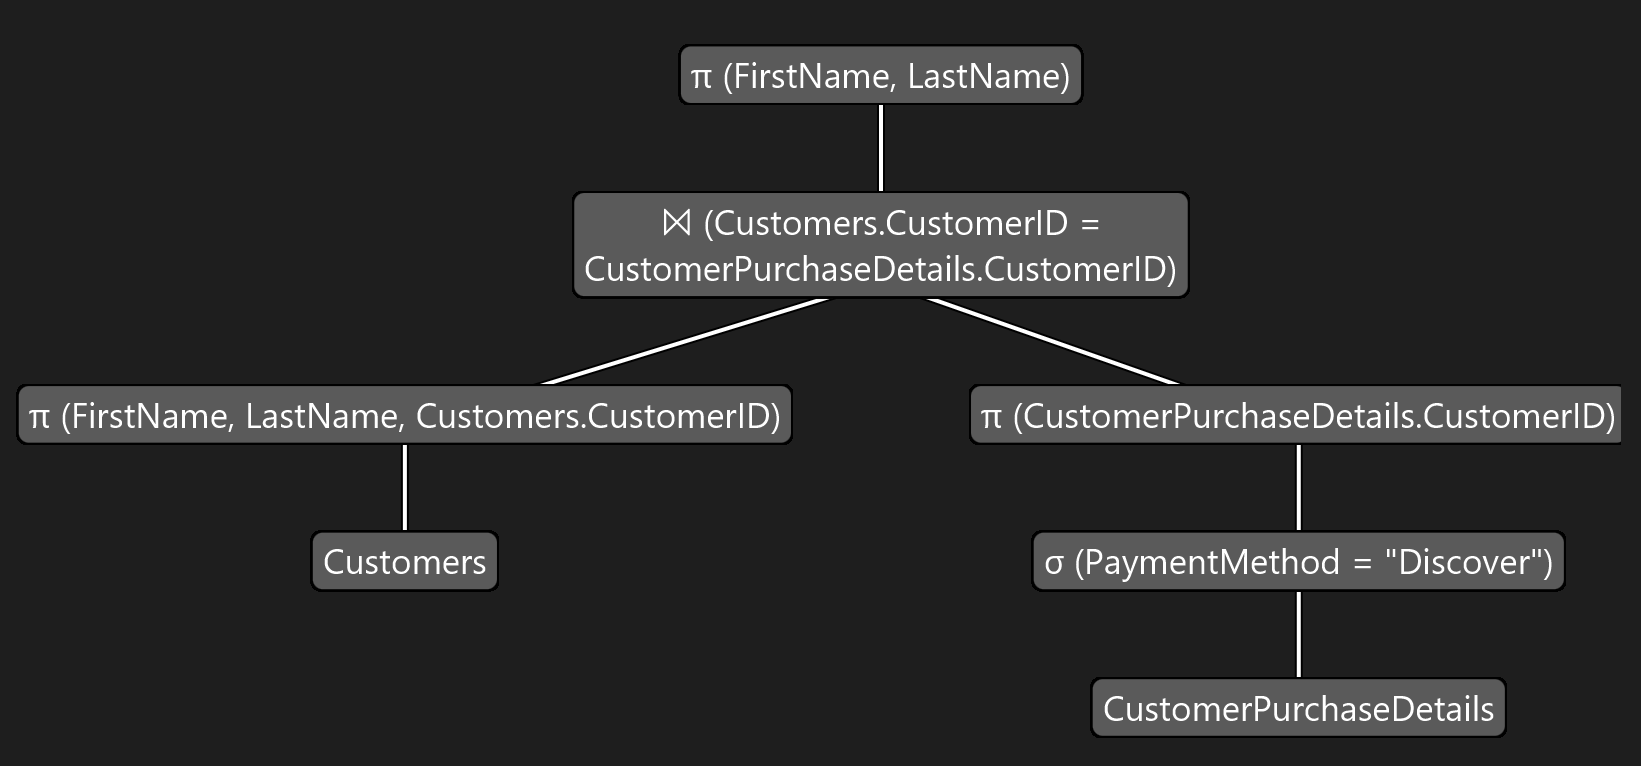 π (FirstName, LastName)
⋈ (Customers.CustomerID =
CustomerPurchaseDetails.CustomerID)
π (FirstName, LastName, Customers.CustomerID)
π (CustomerPurchaseDetails.CustomerID)
Customers
σ (PaymentMethod = "Discover")
CustomerPurchaseDetails